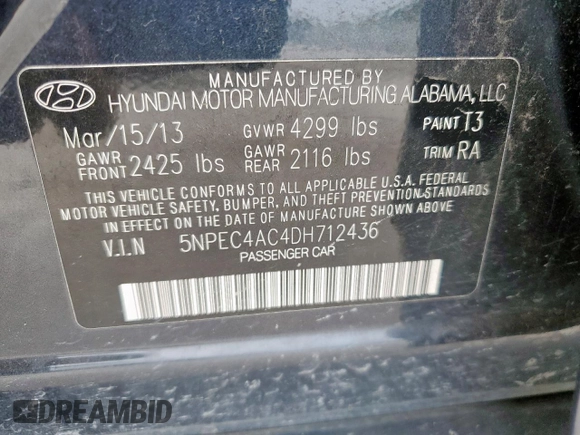 MANUFACTURED BY
HYUNDAI MOTOR MANUFACTURING ALABAMA, LLC
Mar/15/13 GVWR 4299 lbs PAINT T3
GAWR FRONT 2425 lbs GAWR REAR 2116 lbs TRIM RA
THIS VEHICLE CONFORMS TO ALL APPLICABLE U.S.A. FEDERAL
MOTOR VEHICLE SAFETY, BUMPER, AND THEFT PREVENTION STANDARDS
IN EFFECT ON THE DATE OF MANUFACTURE SHOWN ABOVE
V.I.N 5NPEC4AC4DH712436
PASSENGER CAR
DREAMBID